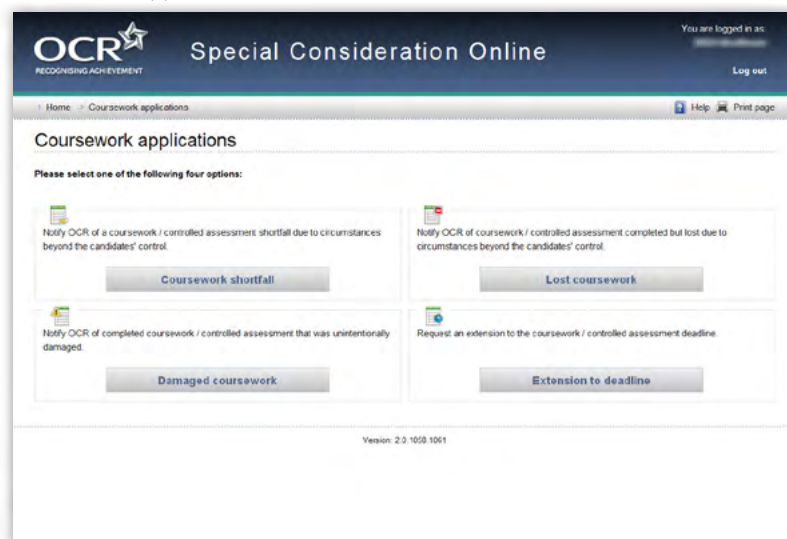 You are logged in as:
OCR
RECOGNISING ACHIEVEMENT
Special Consideration Online
Log out
Home > Coursework applications
Help Print page
Coursework applications
Please select one of the following four options:
Notify OCR of a coursework / controlled assessment shortfall due to circumstances
beyond the candidates' control.
Coursework shortfall
Notify OCR of coursework / controlled assessment completed but lost due to
circumstances beyond the candidates' control.
Lost coursework
Notify OCR of completed coursework / controlled assessment that was unintentionally
damaged.
Damaged coursework
Request an extension to the coursework / controlled assessment deadline.
Extension to deadline
Version: 2.0.1058.1061